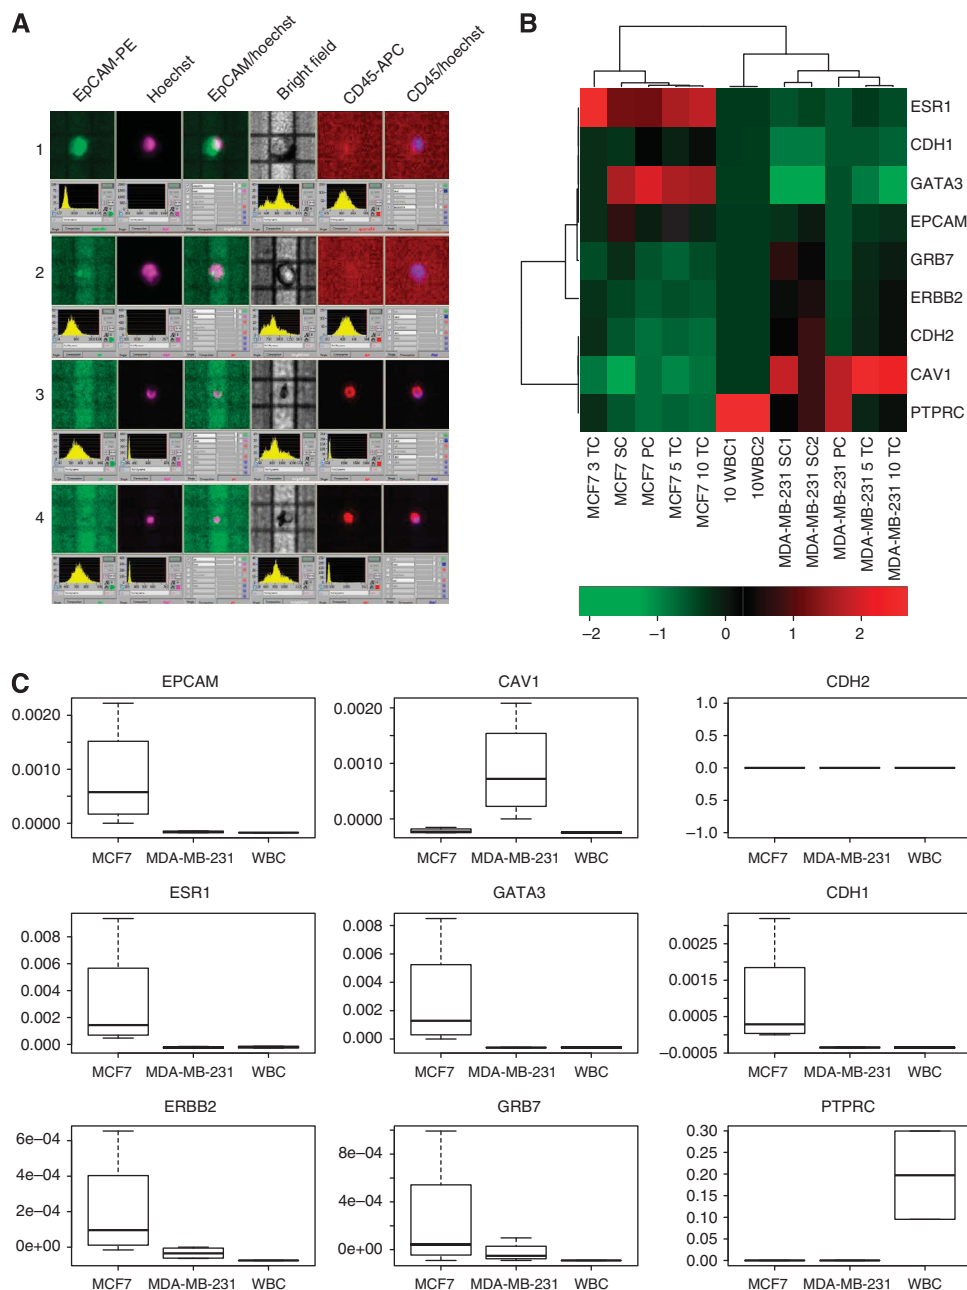 A
EpCAM-PE
Hoechst
EpCAM/hoechst
Bright field
CD45-APC
CD45/hoechst
1
2
3
4
B
ESR1
CDH1
GATA3
EPCAM
GRB7
ERBB2
CDH2
CAV1
PTPRC
MCF7 3 TC
MCF7 SC
MCF7 PC
MCF7 5 TC
MCF7 10 TC
10 WBC1
10WBC2
MDA-MB-231 SC1
MDA-MB-231 SC2
MDA-MB-231 PC
MDA-MB-231 5 TC
MDA-MB-231 10 TC
−2 −1 0 1 2
C
EPCAM
0.0020
0.0010
0.0000
MCF7 MDA-MB-231 WBC
CAV1
0.0020
0.0010
0.0000
MCF7 MDA-MB-231 WBC
CDH2
1.0
0.5
0.0
0.5
−1.0
MCF7 MDA-MB-231 WBC
ESR1
0.008
0.006
0.004
0.002
0.000
MCF7 MDA-MB-231 WBC
GATA3
0.008
0.006
0.004
0.002
0.000
MCF7 MDA-MB-231 WBC
CDH1
0.0025
0.0005
−0.0005
MCF7 MDA-MB-231 WBC
ERBB2
6e−04
4e−04
2e−04
0e+00
MCF7 MDA-MB-231 WBC
GRB7
8e−04
4e−04
0e+00
MCF7 MDA-MB-231 WBC
PTPRC
0.30
0.20
0.15
0.10
0.05
0.00
MCF7 MDA-MB-231 WBC